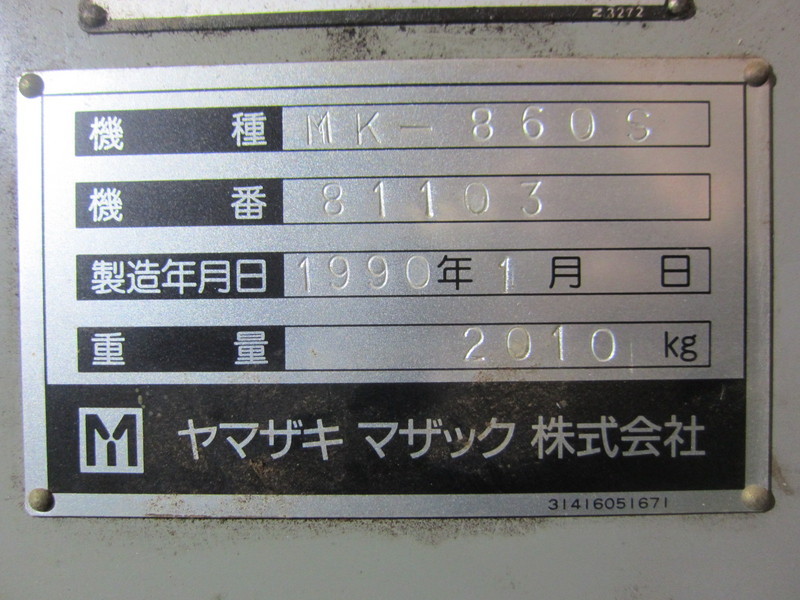 Z3272
機種 MK-860S
機番 81103
製造年月日 1990年1月 日
重量 2010 kg
M ヤマザキ マザック 株式会社
31416051671